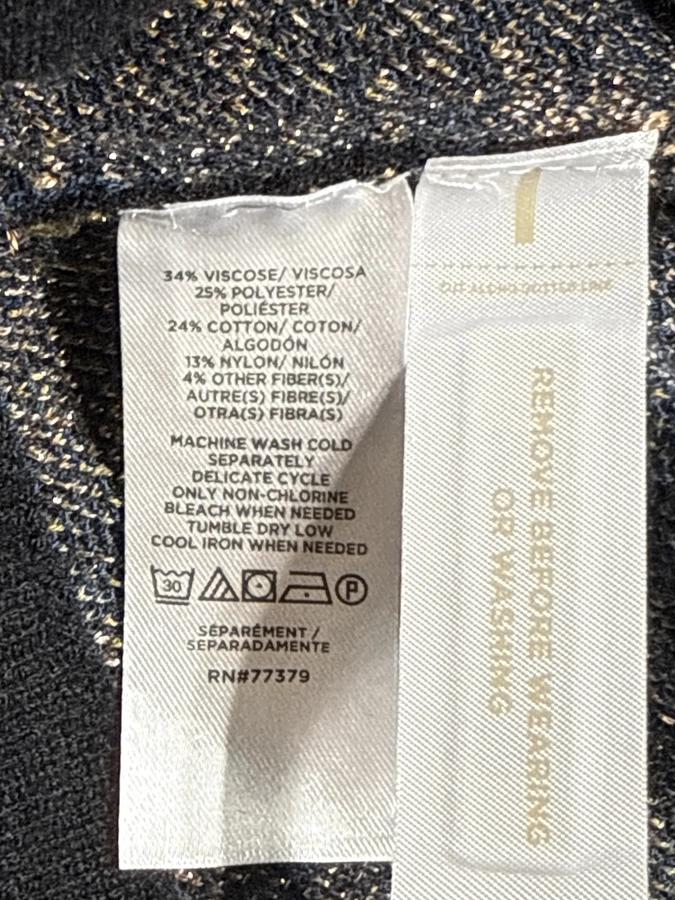 34% VISCOSE/ VISCOSA
25% POLYESTER/
POLIÉSTER
24% COTTON/ COTON/
ALGODÓN
13% NYLON/ NILÓN
4% OTHER FIBER(S)/
AUTRE(S) FIBRE(S)/
OTRA(S) FIBRA(S)
MACHINE WASH COLD
SEPARATELY
DELICATE CYCLE
ONLY NON-CHLORINE
BLEACH WHEN NEEDED
TUMBLE DRY LOW
COOL IRON WHEN NEEDED
30 P
SÉPARÉMENT /
SEPARADAMENTE
RN#77379
REMOVE BEFORE WEARING
OR WASHING